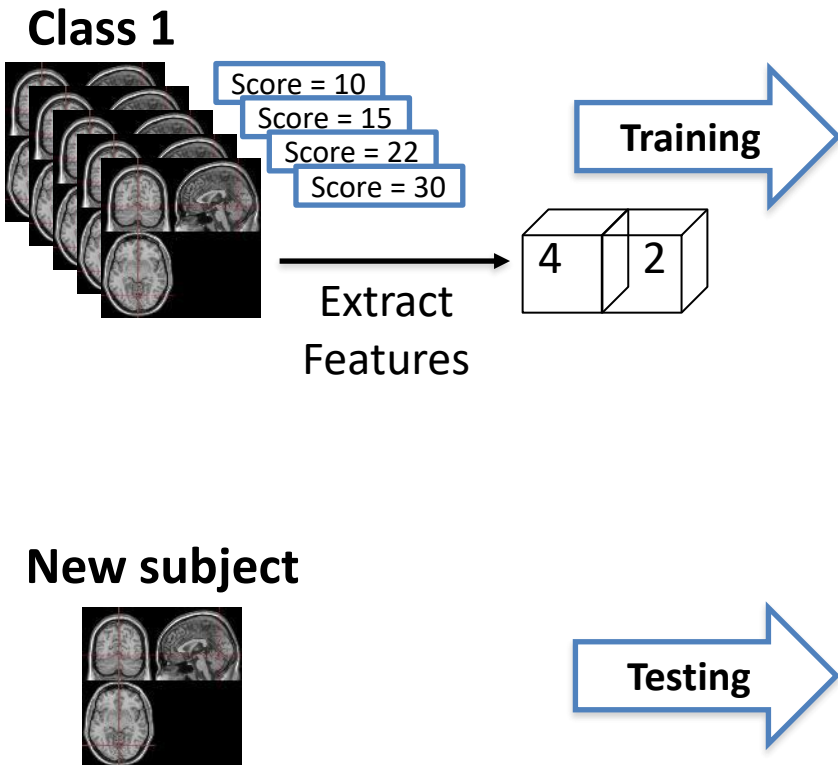 Class 1
Score = 10
Score = 15
Score = 22
Score = 30
Training
4 2
Extract
Features
New subject
Testing